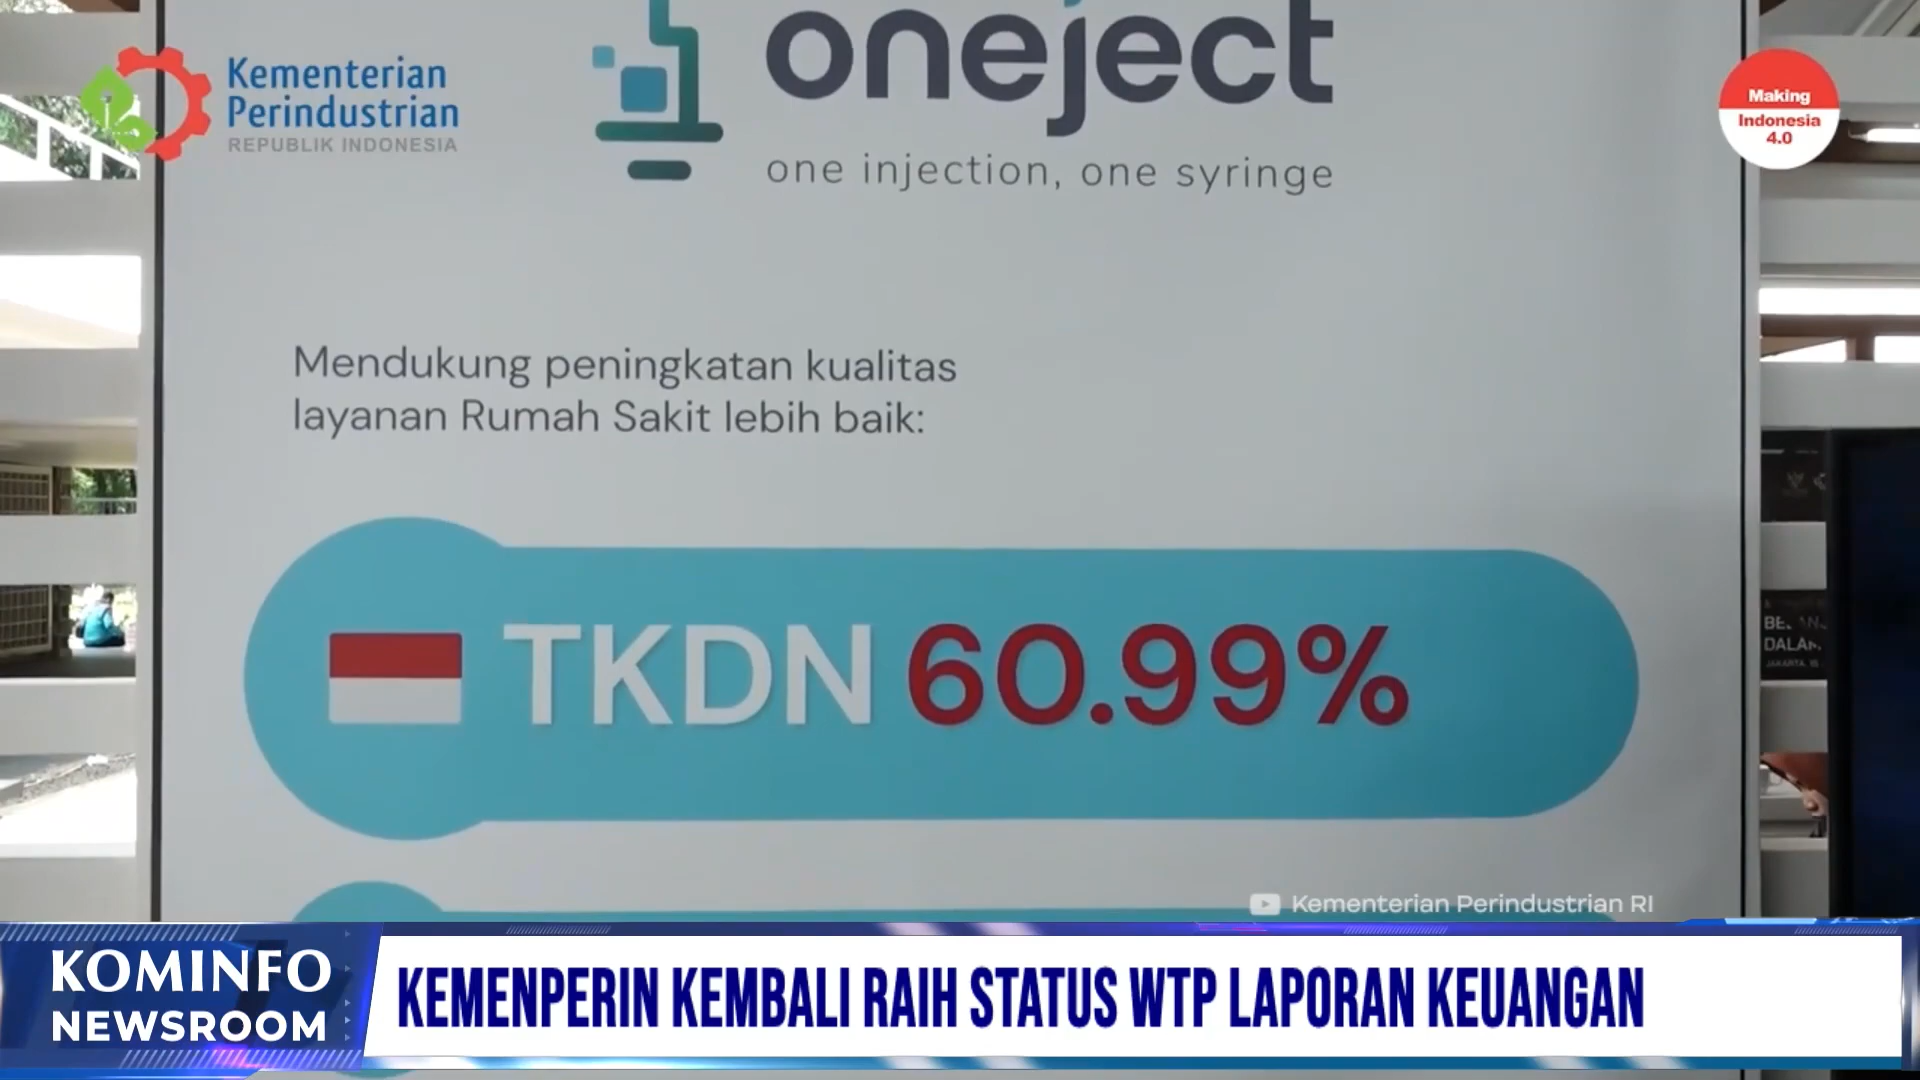 Kementerian
Perindustrian
REPUBLIK INDONESIA
oneject
one injection, one syringe
Making
Indonesia
4.0
Mendukung peningkatan kualitas
layanan Rumah Sakit lebih baik:
TKDN 60.99%
DALAM
Kementerian Perindustrian RI
KOMINFO
NEWSROOM
KEMENPERIN KEMBALI RAIH STATUS WTP LAPORAN KEUANGAN